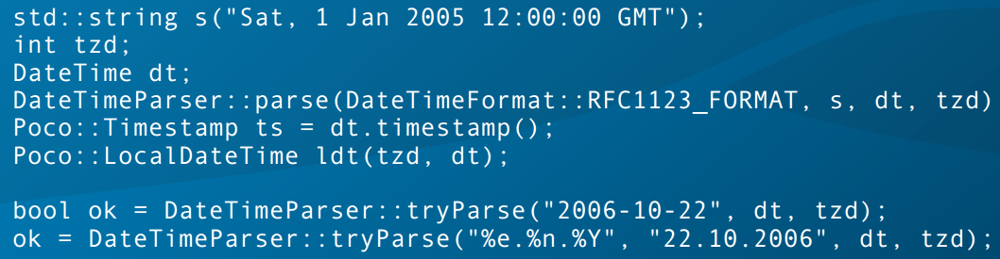 std::string s("Sat, 1 Jan 2005 12:00:00 GMT");
int tzd;
DateTime dt;
DateTimeParser::parse(DateTimeFormat::RFC1123_FORMAT, s, dt, tzd)
Poco::Timestamp ts = dt.timestamp();
Poco::LocalDateTime ldt(tzd, dt);
bool ok = DateTimeParser::tryParse("2006-10-22", dt, tzd);
ok = DateTimeParser::tryParse("%e.%n.%Y", "22.10.2006", dt, tzd);